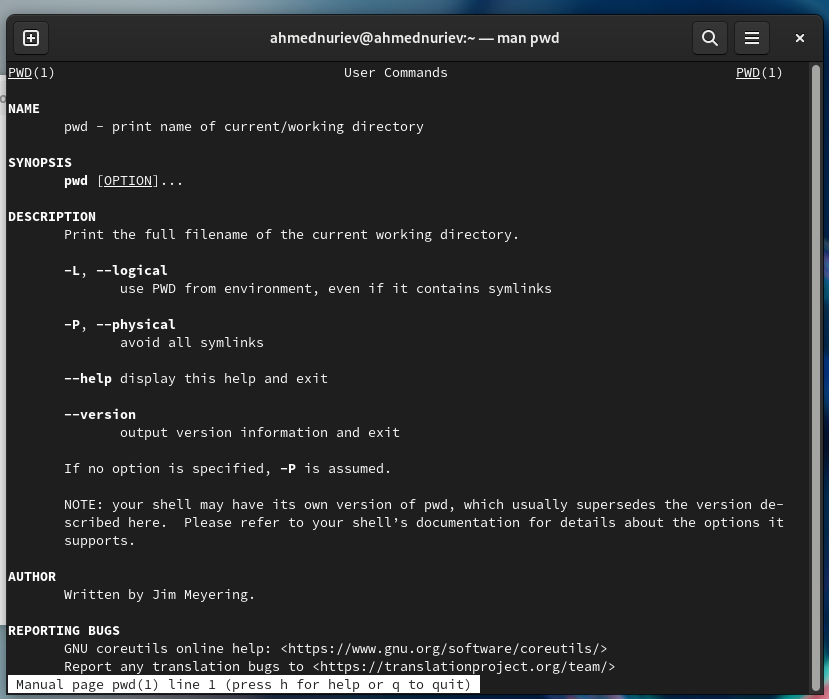 ahmednuriev@ahmednuriev:~ — man pwd
PWD(1) User Commands PWD(1)
NAME
pwd - print name of current/working directory
SYNOPSIS
pwd [OPTION]...
DESCRIPTION
Print the full filename of the current working directory.
-L, --logical
use PWD from environment, even if it contains symlinks
-P, --physical
avoid all symlinks
--help display this help and exit
--version
output version information and exit
If no option is specified, -P is assumed.
NOTE: your shell may have its own version of pwd, which usually supersedes the version de-
scribed here.  Please refer to your shell's documentation for details about the options it
supports.
AUTHOR
Written by Jim Meyering.
REPORTING BUGS
GNU coreutils online help: <https://www.gnu.org/software/coreutils/>
Report any translation bugs to <https://translationproject.org/team/>
Manual page pwd(1) line 1 (press h for help or q to quit)